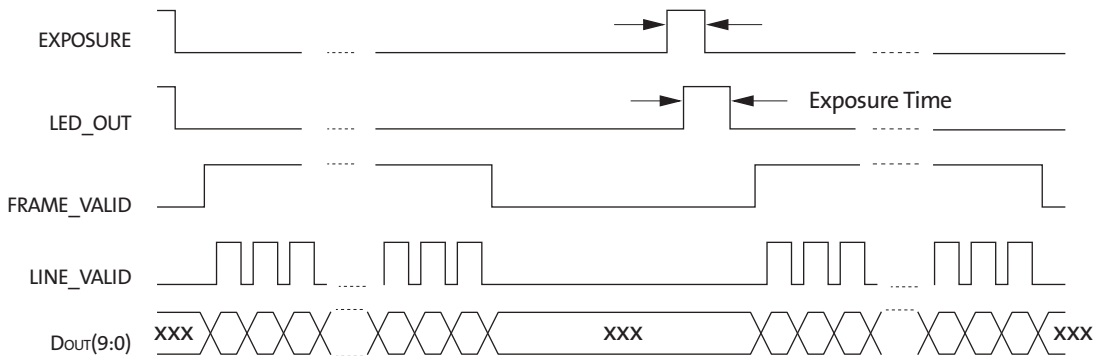 EXPOSURE
LED_OUT
Exposure Time
FRAME_VALID
LINE_VALID
DOUT(9:0)
XXX
XXX
XXX